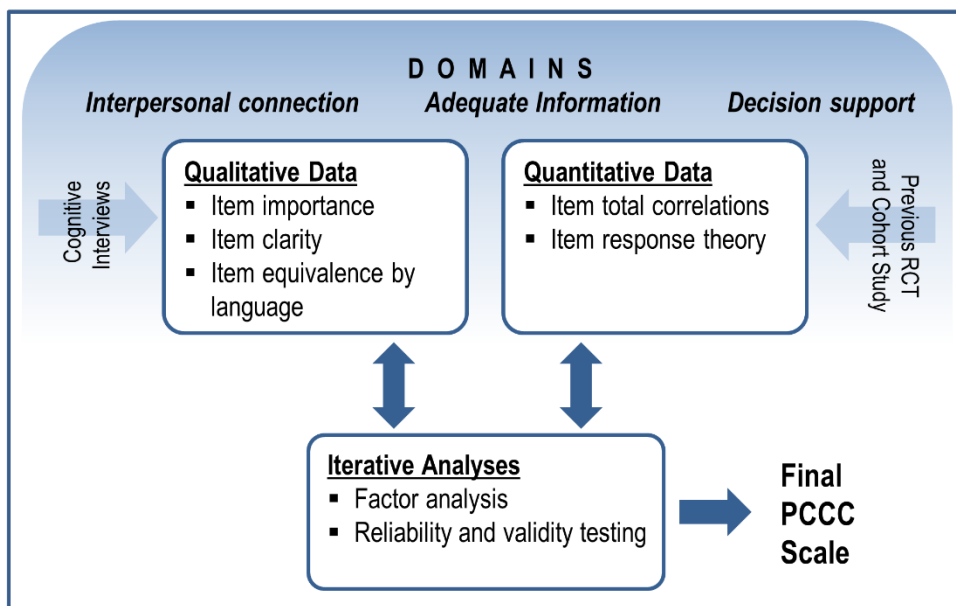 D O M A I N S
Interpersonal connection Adequate Information Decision support
Cognitive
Interviews
Qualitative Data
▪ Item importance
▪ Item clarity
▪ Item equivalence by
language
Quantitative Data
▪ Item total correlations
▪ Item response theory
Previous RCT
and Cohort Study
Iterative Analyses
▪ Factor analysis
▪ Reliability and validity testing
Final
PCCC
Scale